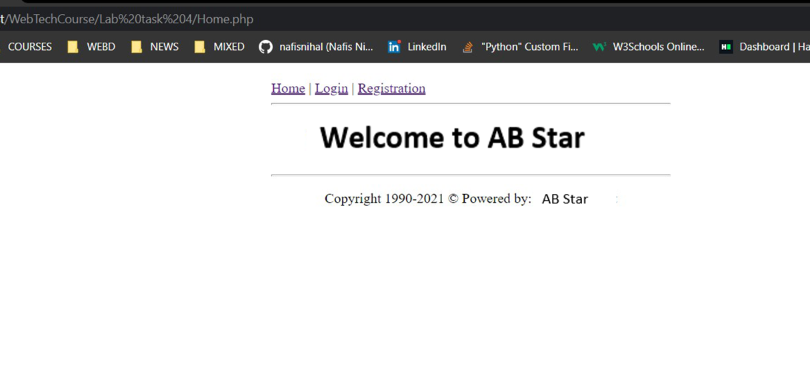 t/WebTechCourse/Lab%20task%204/Home.php
COURSES WEBD NEWS MIXED nafisnihal (Nafis Ni... LinkedIn "Python" Custom Fi... W3Schools Online... Dashboard | Ha
Home | Login | Registration
Welcome to AB Star
Copyright 1990-2021 © Powered by: AB Star